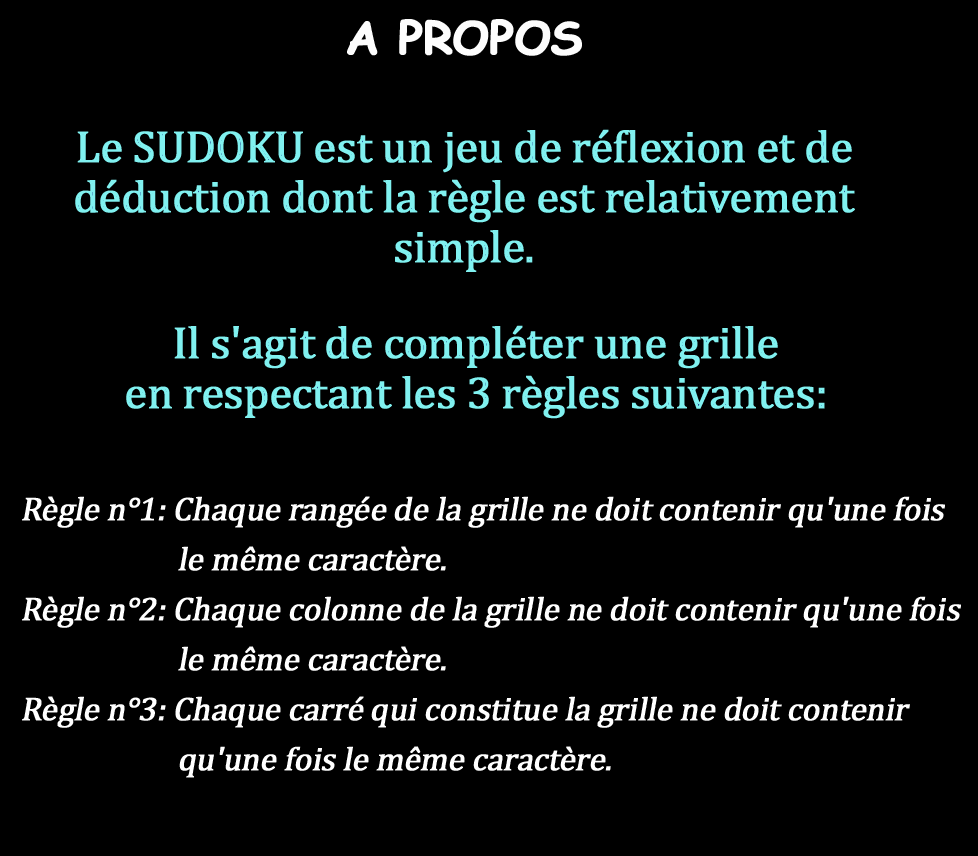 A PROPOS
Le SUDOKU est un jeu de réflexion et de
déduction dont la règle est relativement
simple.
Il s'agit de compléter une grille
en respectant les 3 règles suivantes:
Règle n°1: Chaque rangée de la grille ne doit contenir qu'une fois
le même caractère.
Règle n°2: Chaque colonne de la grille ne doit contenir qu'une fois
le même caractère.
Règle n°3: Chaque carré qui constitue la grille ne doit contenir
qu'une fois le même caractère.